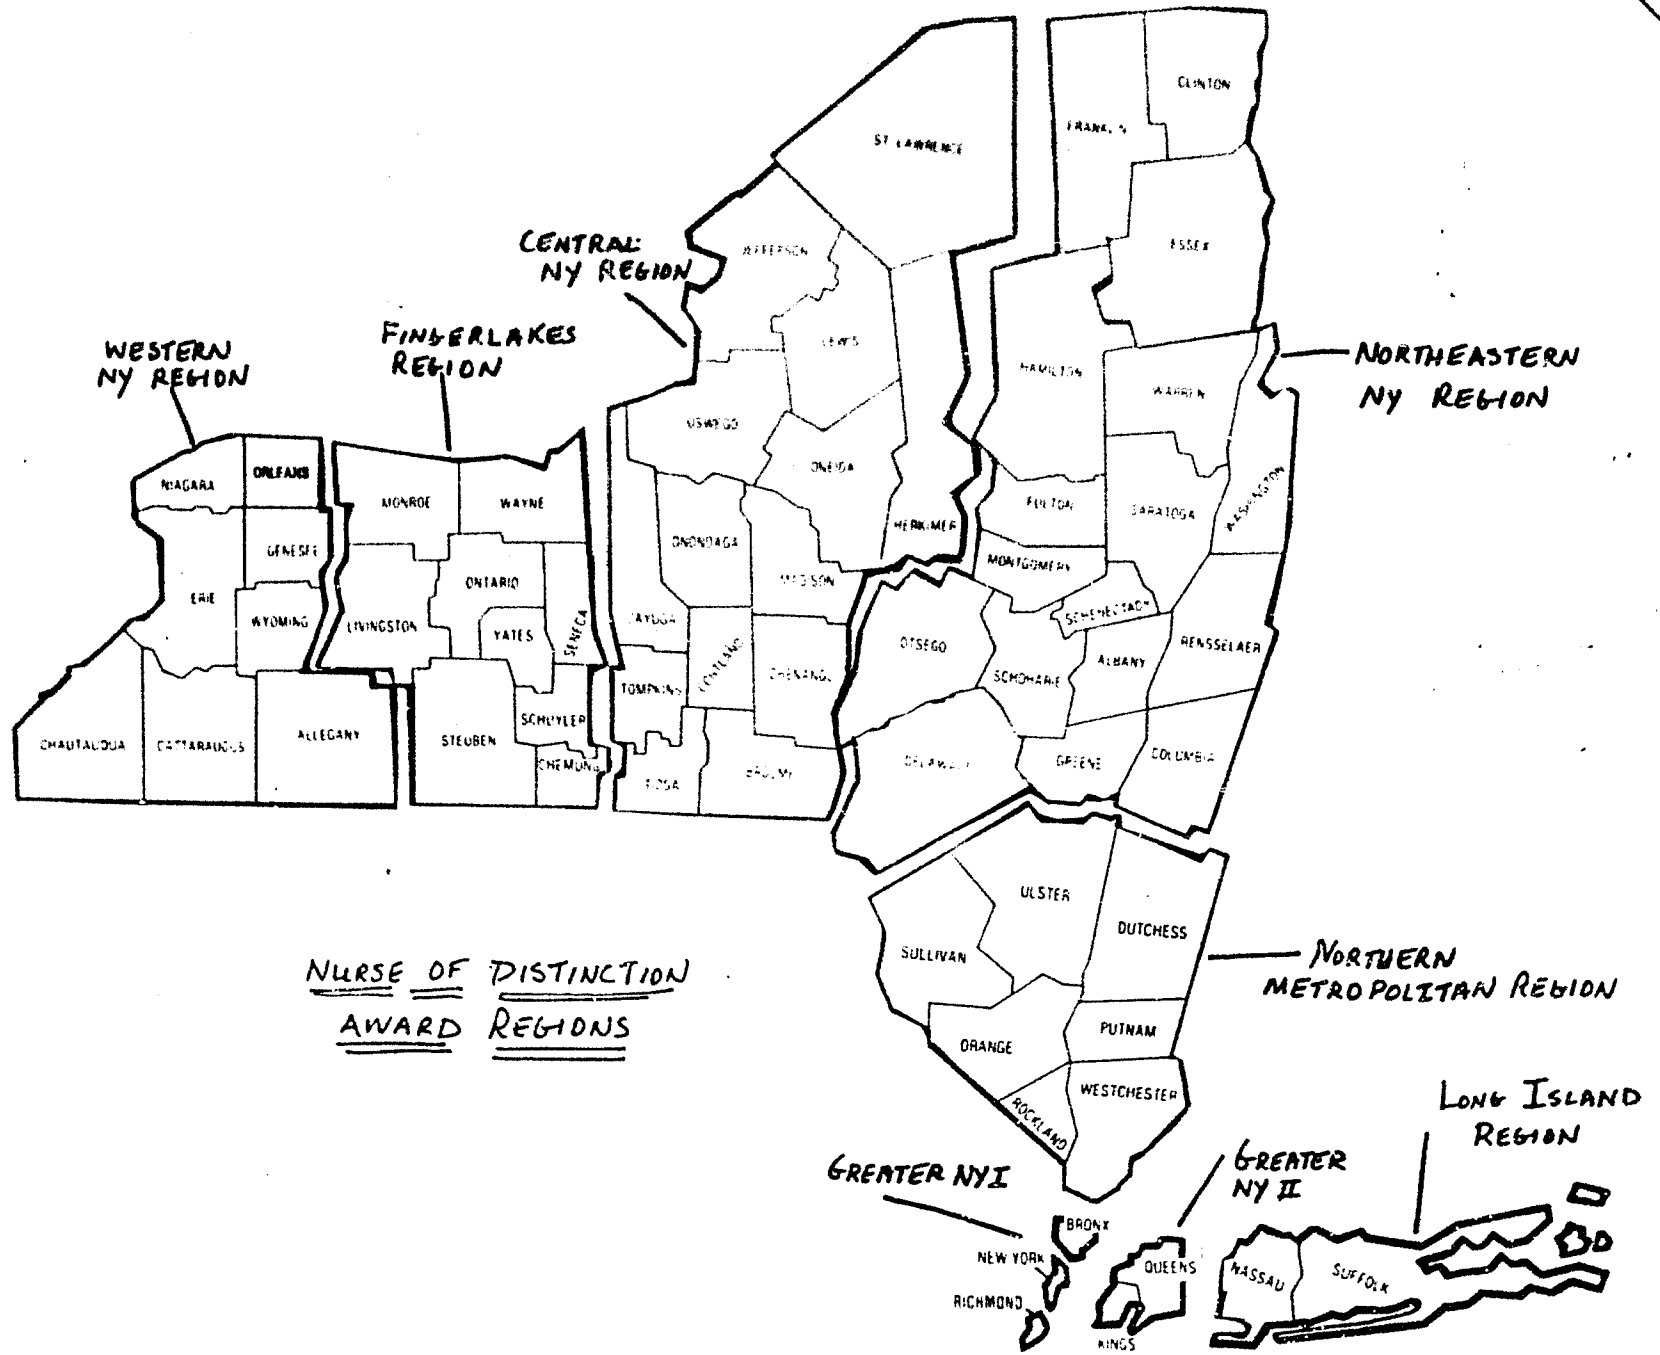 CLINTON
FRANKLIN
ST LAWRENCE
ESSEX
JEFFERSON
CENTRAL
NY REGION
LEWIS
HAMILTON
WARREN
NORTHEASTERN
NY REGION
FINGERLAKES
REGION
WESTERN
NY REGION
OSWEGO
ONEIDA
HERKIMER
FULTON
SARATOGA
WASHINGTON
NIAGARA
ORLEANS
MONROE
WAYNE
ONONDAGA
MADISON
MONTGOMERY
GENESEE
ERIE
WYOMING
LIVINGSTON
ONTARIO
YATES
SENECA
CAYUGA
CORTLAND
CHENANGO
OTSEGO
SCHENECTADY
SCHOHARIE
ALBANY
RENSSELAER
TOMPKINS
SCHUYLER
CHAUTAUQUA
CATTARAUGUS
ALLEGANY
STEUBEN
CHEMUNG
TIOGA
BROOME
DELAWARE
GREENE
COLUMBIA
ULSTER
DUTCHESS
SULLIVAN
NORTHERN
METROPOLITAN REGION
NURSE OF DISTINCTION
AWARD REGIONS
PUTNAM
ORANGE
WESTCHESTER
ROCKLAND
LONG ISLAND
REGION
GREATER NY I
GREATER
NY II
BRONX
NEW YORK
QUEENS
NASSAU
SUFFOLK
RICHMOND
KINGS